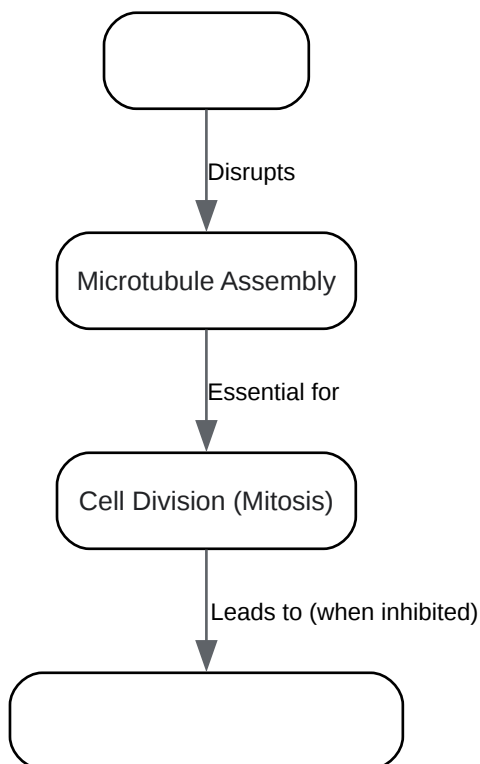 Disrupts
Microtubule Assembly
Essential for
Cell Division (Mitosis)
Leads to (when inhibited)